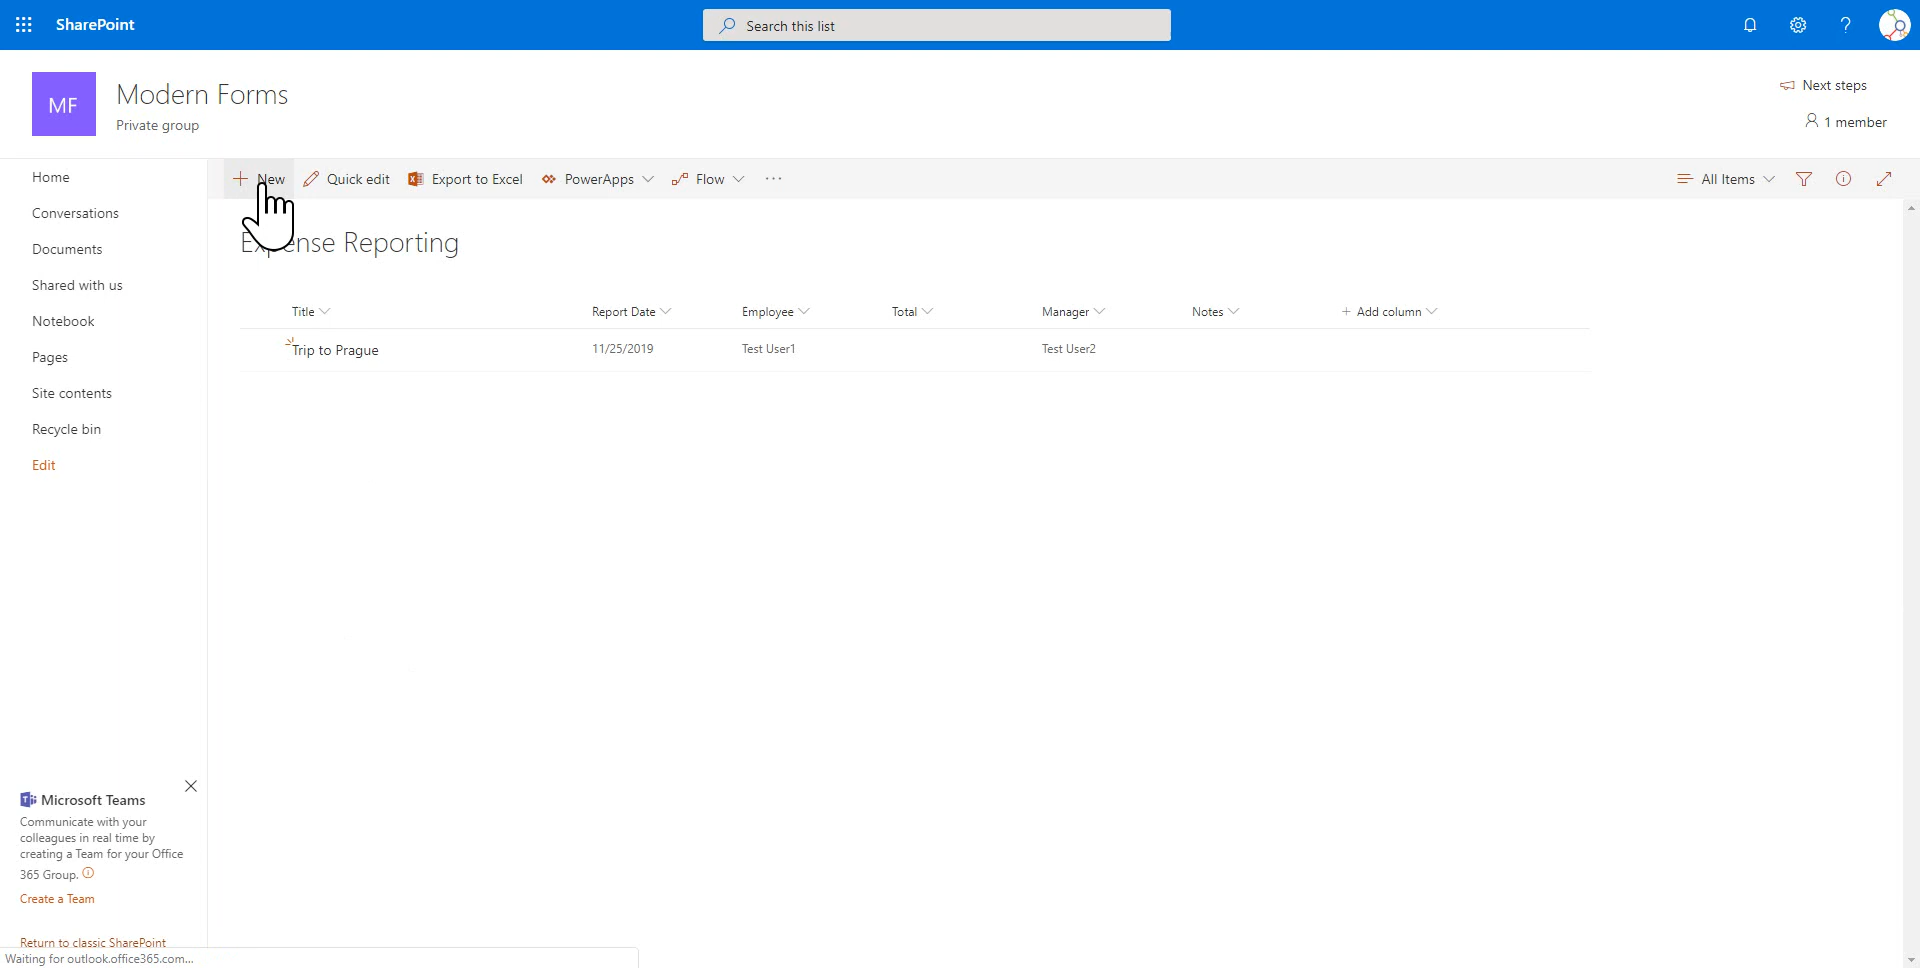 SharePoint
Search this list
MF
Modern Forms
Private group
Next steps
1 member
Home
Conversations
Documents
Shared with us
Notebook
Pages
Site contents
Recycle bin
Edit
New
Quick edit
Export to Excel
PowerApps
Flow
All Items
Expense Reporting
Title
Report Date
Employee
Total
Manager
Notes
+ Add column
Trip to Prague
11/25/2019
Test User1
Test User2
Microsoft Teams
Communicate with your
colleagues in real time by
creating a Team for your Office
365 Group.
Create a Team
Return to classic SharePoint
Waiting for outlook.office365.com...